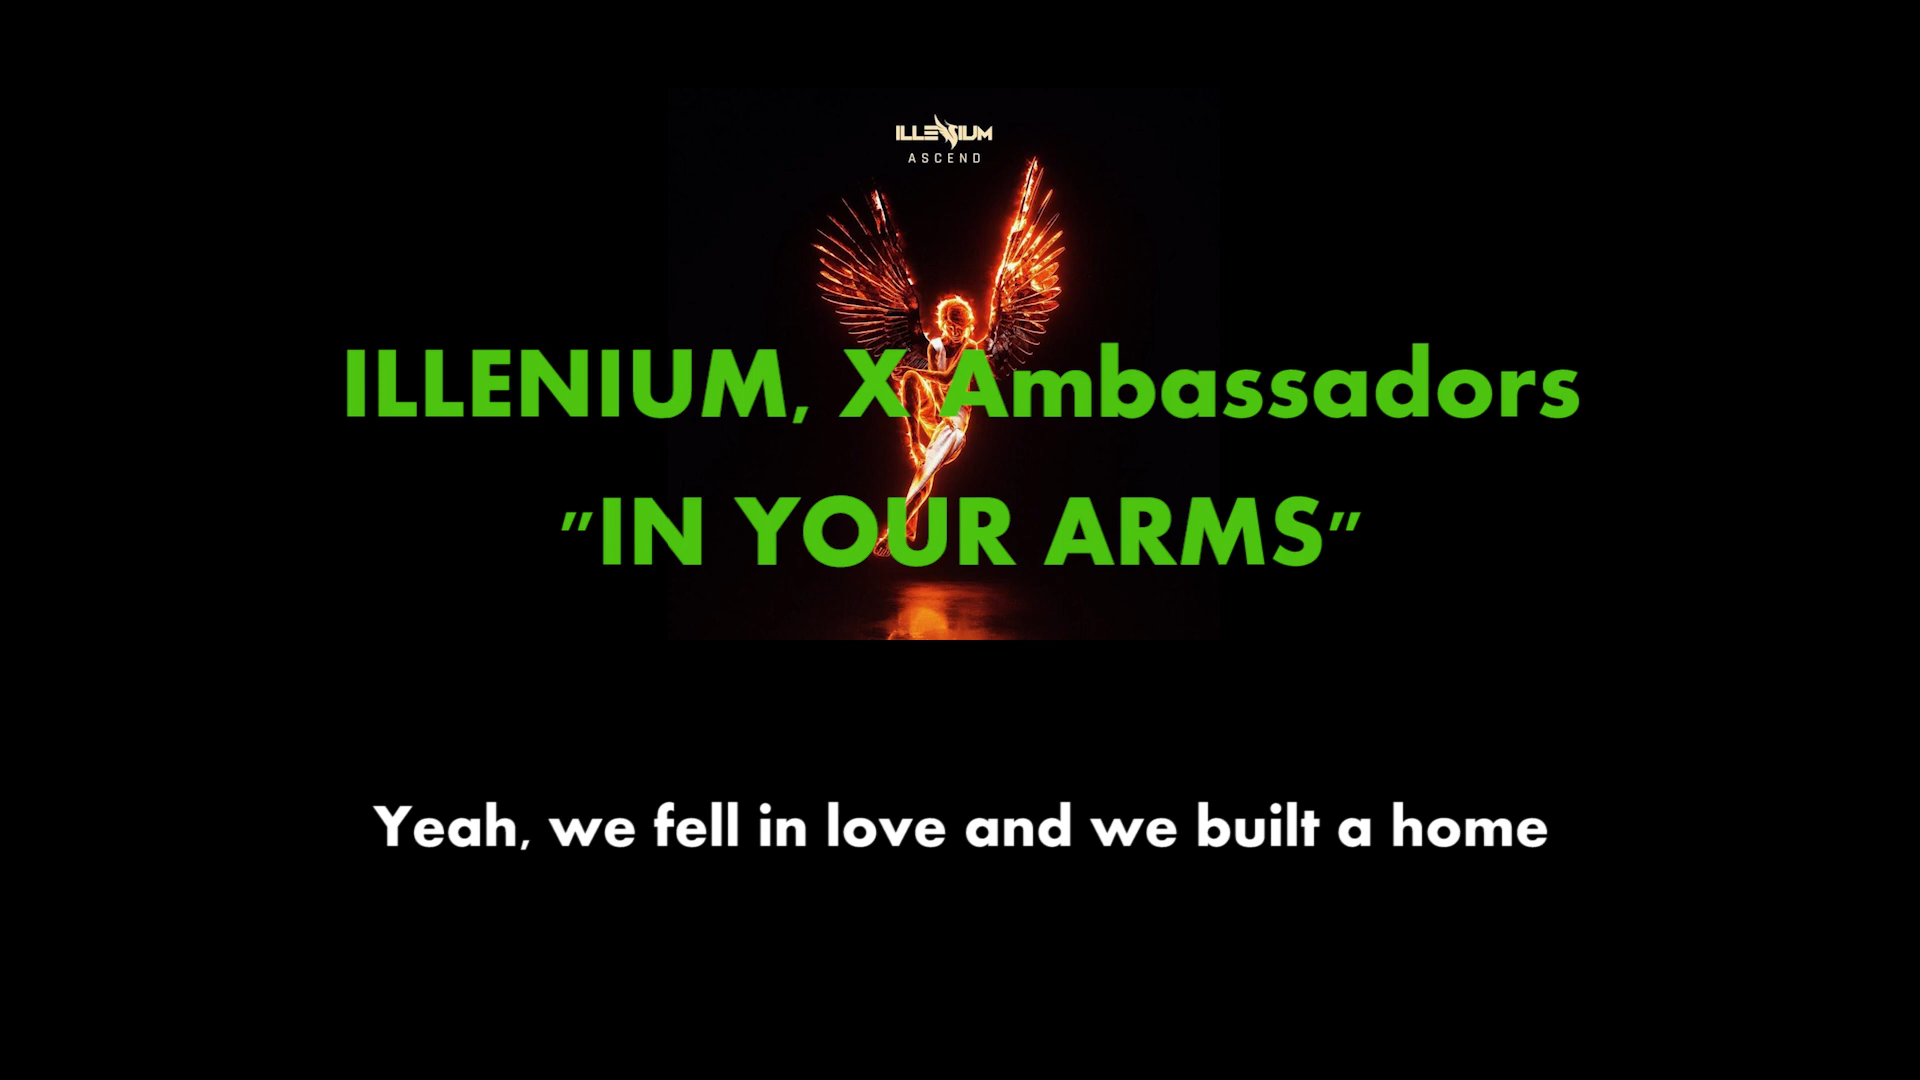 ILLENIUM
ASCEND
ILLENIUM, X Ambassadors
"IN YOUR ARMS"
Yeah, we fell in love and we built a home